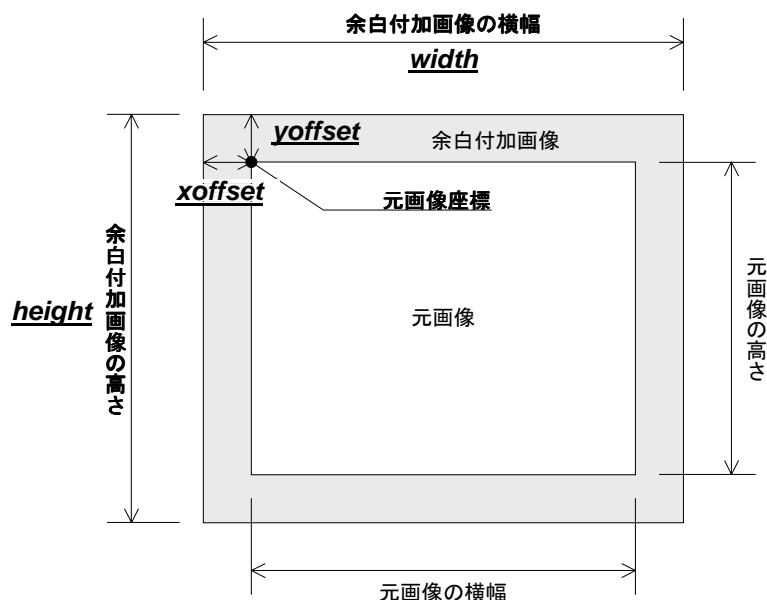 余白付加画像の横幅
width
yoffset
余白付加画像
xoffset
元画像座標
余白付加画像の高さ
height
元画像
元画像の高さ
元画像の横幅